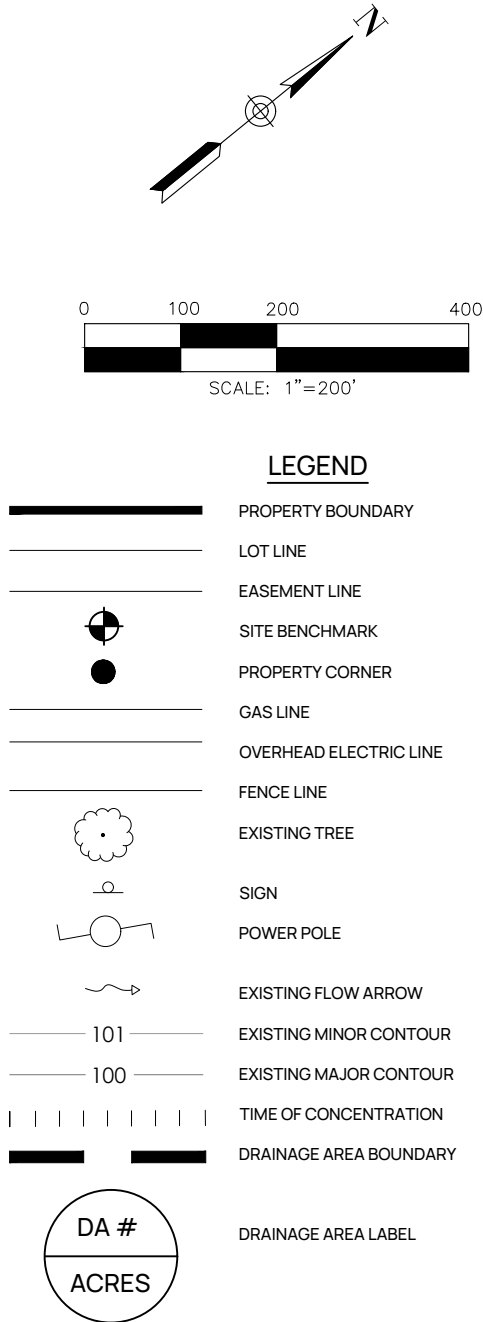 N
0 100 200 400
SCALE: 1"=200'
LEGEND
PROPERTY BOUNDARY
LOT LINE
EASEMENT LINE
SITE BENCHMARK
PROPERTY CORNER
GAS LINE
OVERHEAD ELECTRIC LINE
FENCE LINE
EXISTING TREE
SIGN
POWER POLE
EXISTING FLOW ARROW
101 EXISTING MINOR CONTOUR
100 EXISTING MAJOR CONTOUR
TIME OF CONCENTRATION
DRAINAGE AREA BOUNDARY
DA #
DRAINAGE AREA LABEL
ACRES